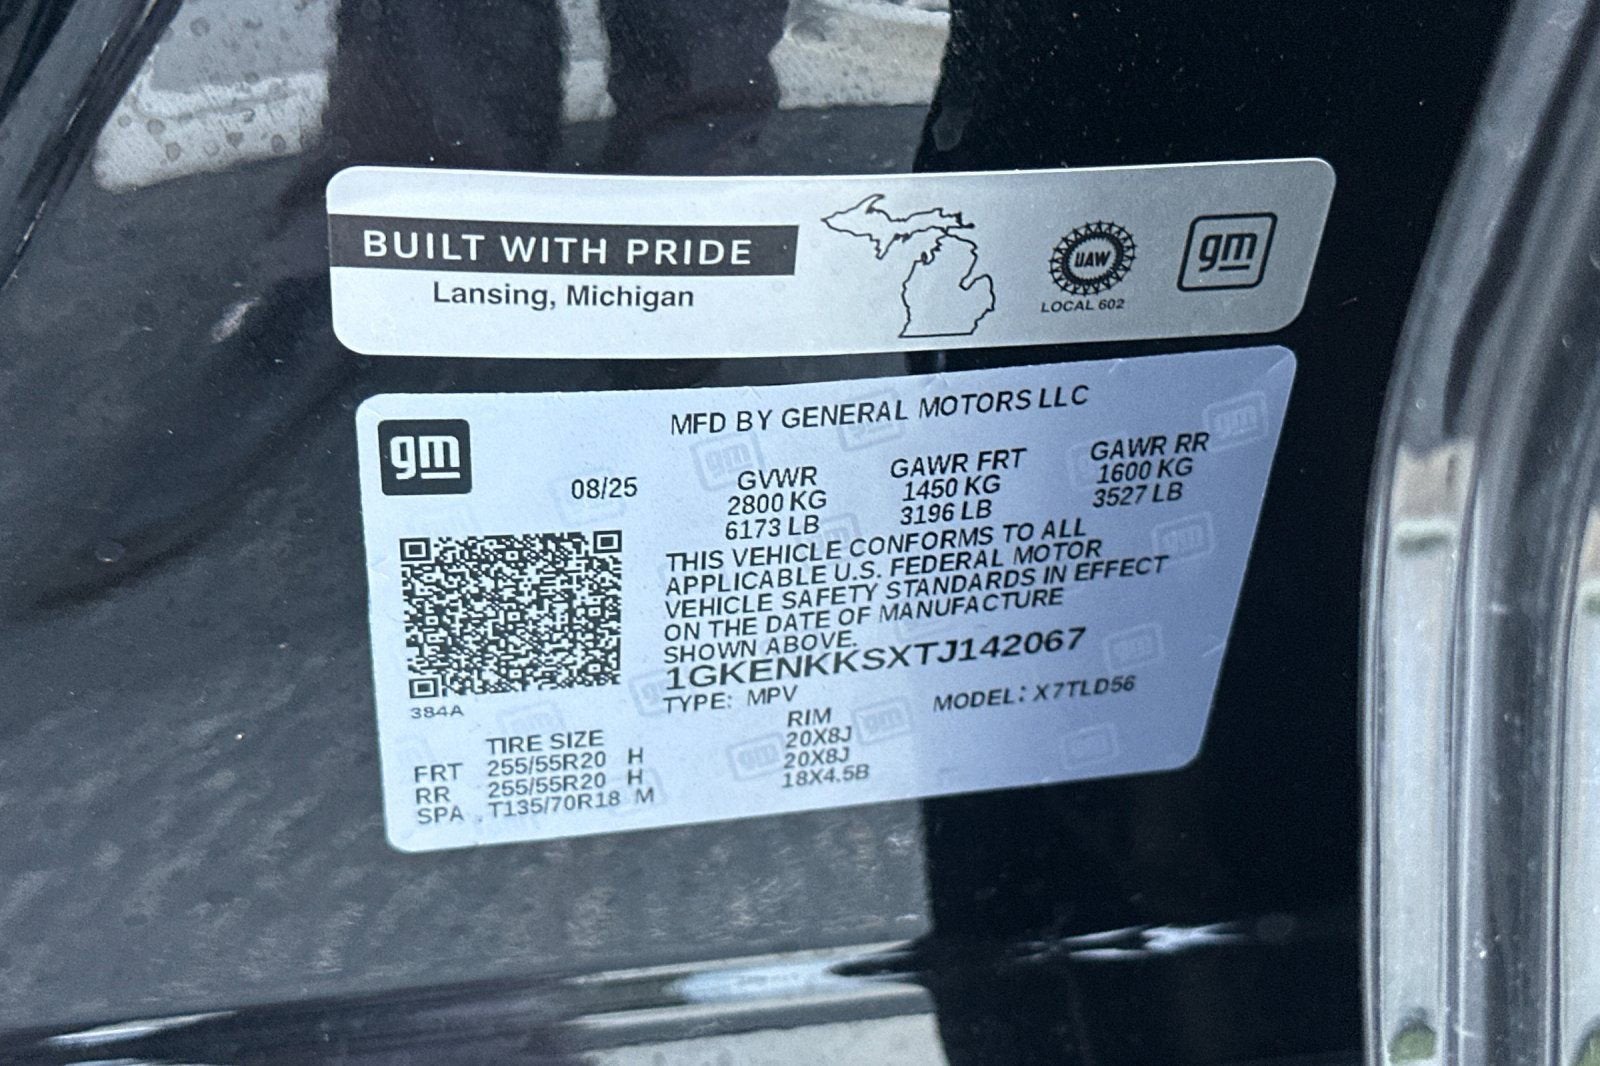 BUILT WITH PRIDE
Lansing, Michigan
UAW
LOCAL 602
gm
gm
MFD BY GENERAL MOTORS LLC
08/25
GVWR GAWR FRT GAWR RR
2800 KG 1450 KG 1600 KG
6173 LB 3196 LB 3527 LB
THIS VEHICLE CONFORMS TO ALL
APPLICABLE U.S. FEDERAL MOTOR
VEHICLE SAFETY STANDARDS IN EFFECT
ON THE DATE OF MANUFACTURE
SHOWN ABOVE.
1GKENKKSXTJ142067
TYPE: MPV MODEL: X7TLD56
384A
TIRE SIZE RIM
FRT 255/55R20 H 20X8J
RR 255/55R20 H 20X8J
SPA T135/70R18 M 18X4.5B